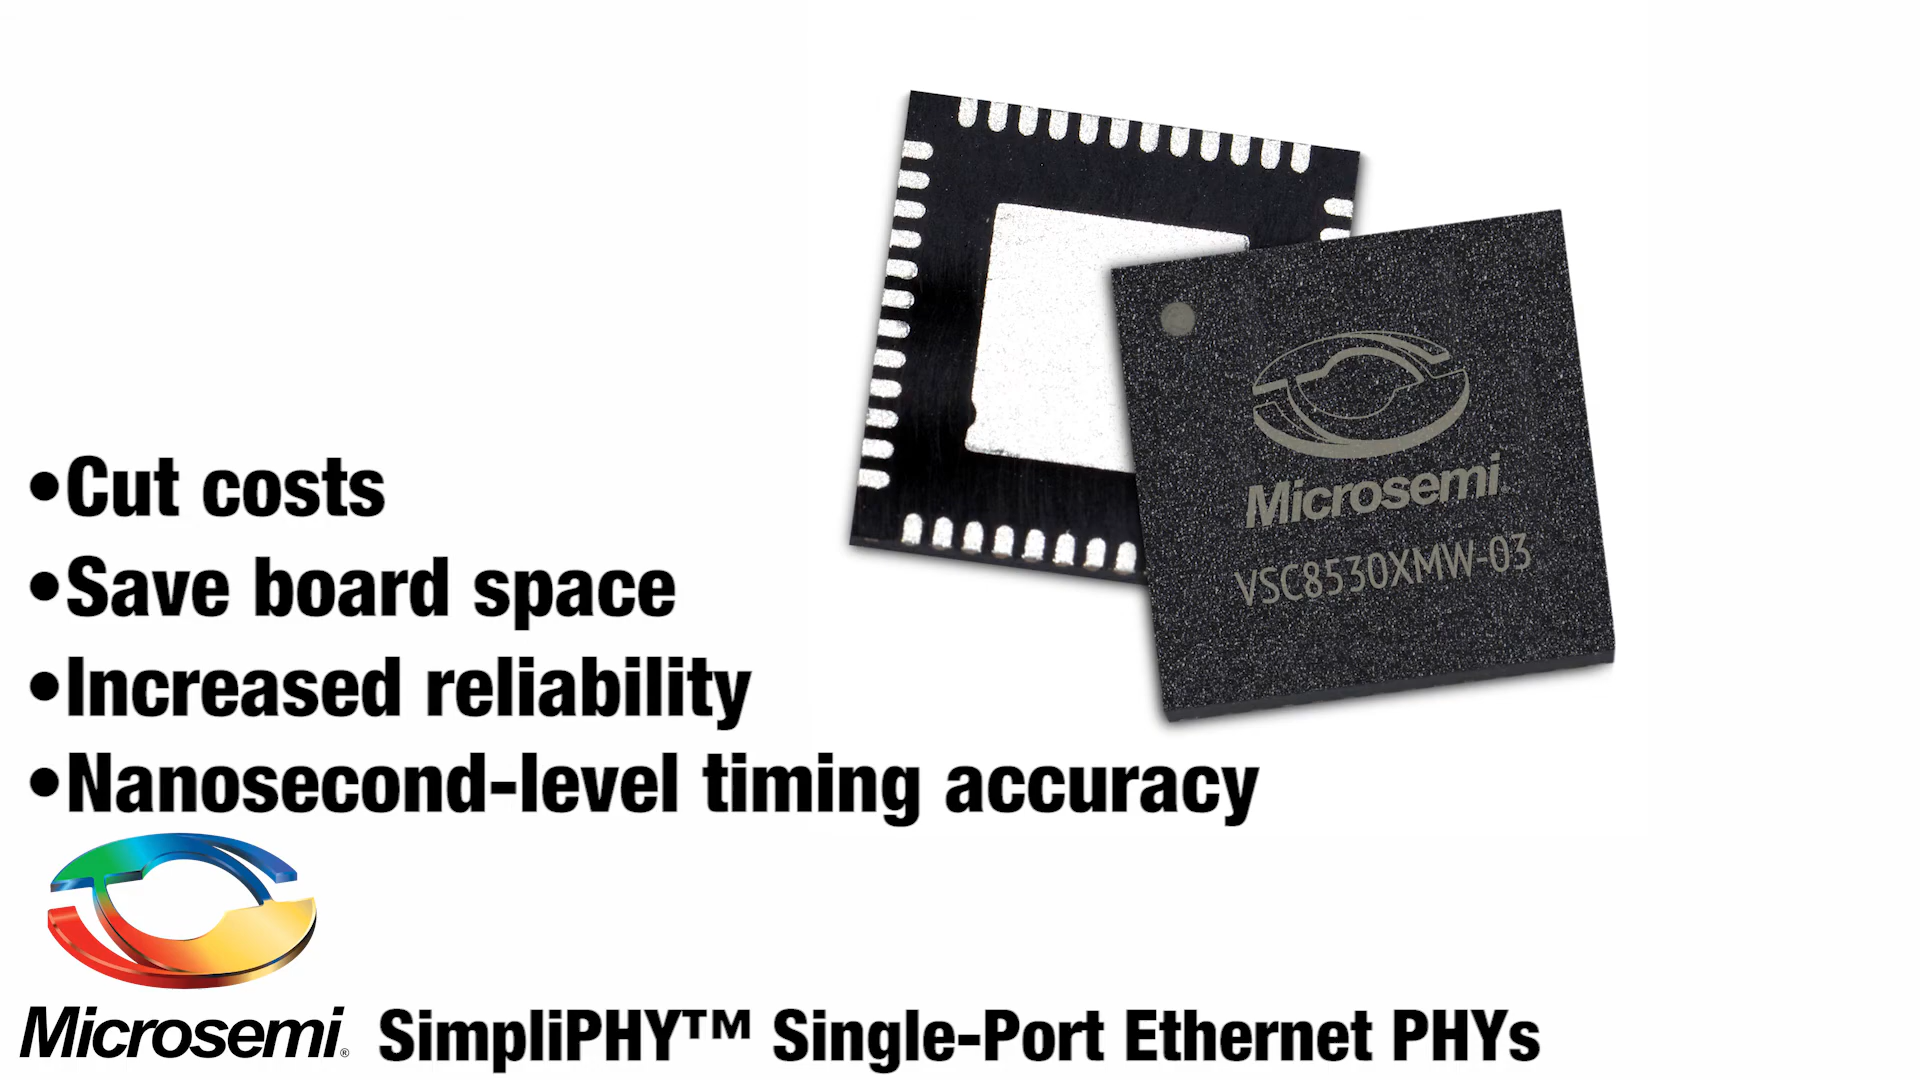 •Cut costs
•Save board space
•Increased reliability
•Nanosecond-level timing accuracy
Microsemi
VSC8530XMW-03
Microsemi® SimpliPHY™ Single-Port Ethernet PHYs